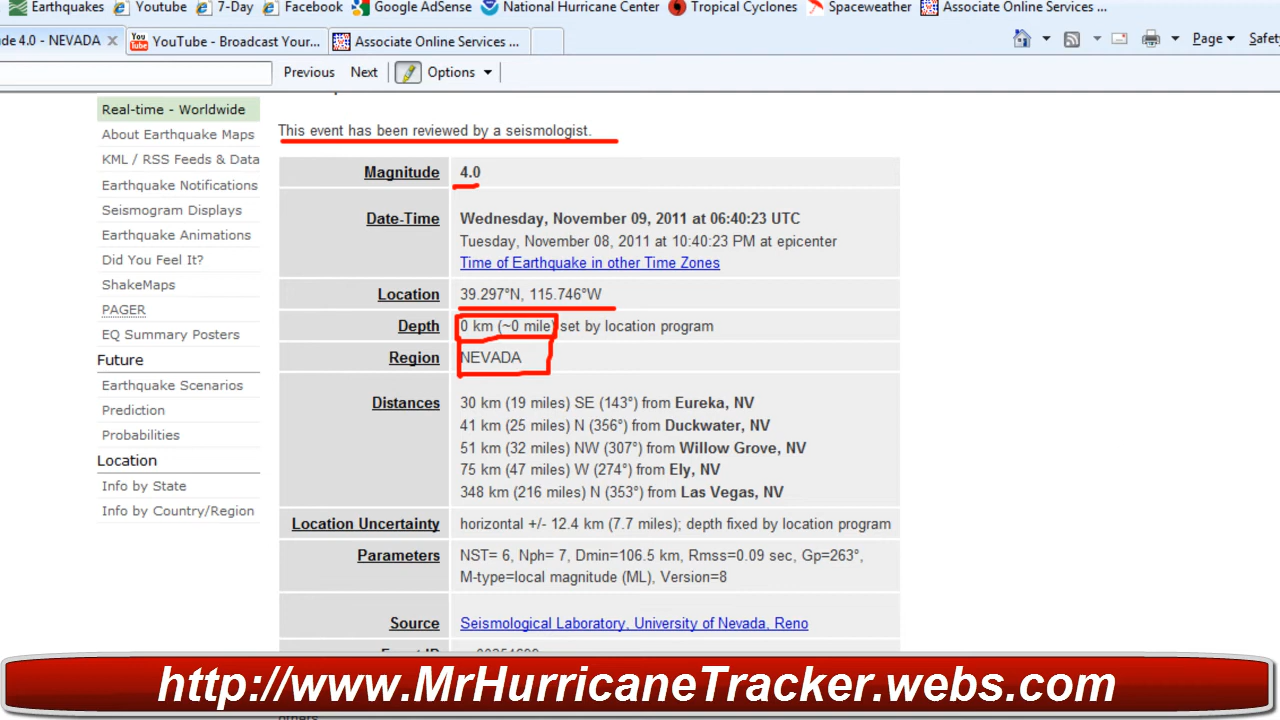 Earthquakes Youtube 7-Day Facebook Google AdSense National Hurricane Center Tropical Cyclones Spaceweather Associate Online Services ...
de 4.0 - NEVADA YouTube - Broadcast Your... Associate Online Services ... Page Safety
Previous Next Options
Real-time - Worldwide
About Earthquake Maps
KML / RSS Feeds & Data
Earthquake Notifications
Seismogram Displays
Earthquake Animations
Did You Feel It?
ShakeMaps
PAGER
EQ Summary Posters
Future
Earthquake Scenarios
Prediction
Probabilities
Location
Info by State
Info by Country/Region
This event has been reviewed by a seismologist.
Magnitude 4.0
Date-Time Wednesday, November 09, 2011 at 06:40:23 UTC
Tuesday, November 08, 2011 at 10:40:23 PM at epicenter
Time of Earthquake in other Time Zones
Location 39.297°N, 115.746°W
Depth 0 km (~0 mile) set by location program
Region NEVADA
Distances 30 km (19 miles) SE (143°) from Eureka, NV
41 km (25 miles) N (356°) from Duckwater, NV
51 km (32 miles) NW (307°) from Willow Grove, NV
75 km (47 miles) W (274°) from Ely, NV
348 km (216 miles) N (353°) from Las Vegas, NV
Location Uncertainty horizontal +/- 12.4 km (7.7 miles); depth fixed by location program
Parameters NST= 6, Nph= 7, Dmin=106.5 km, Rmss=0.09 sec, Gp=263°,
M-type=local magnitude (ML), Version=8
Source Seismological Laboratory, University of Nevada, Reno
Event ID
http://www.MrHurricaneTracker.webs.com